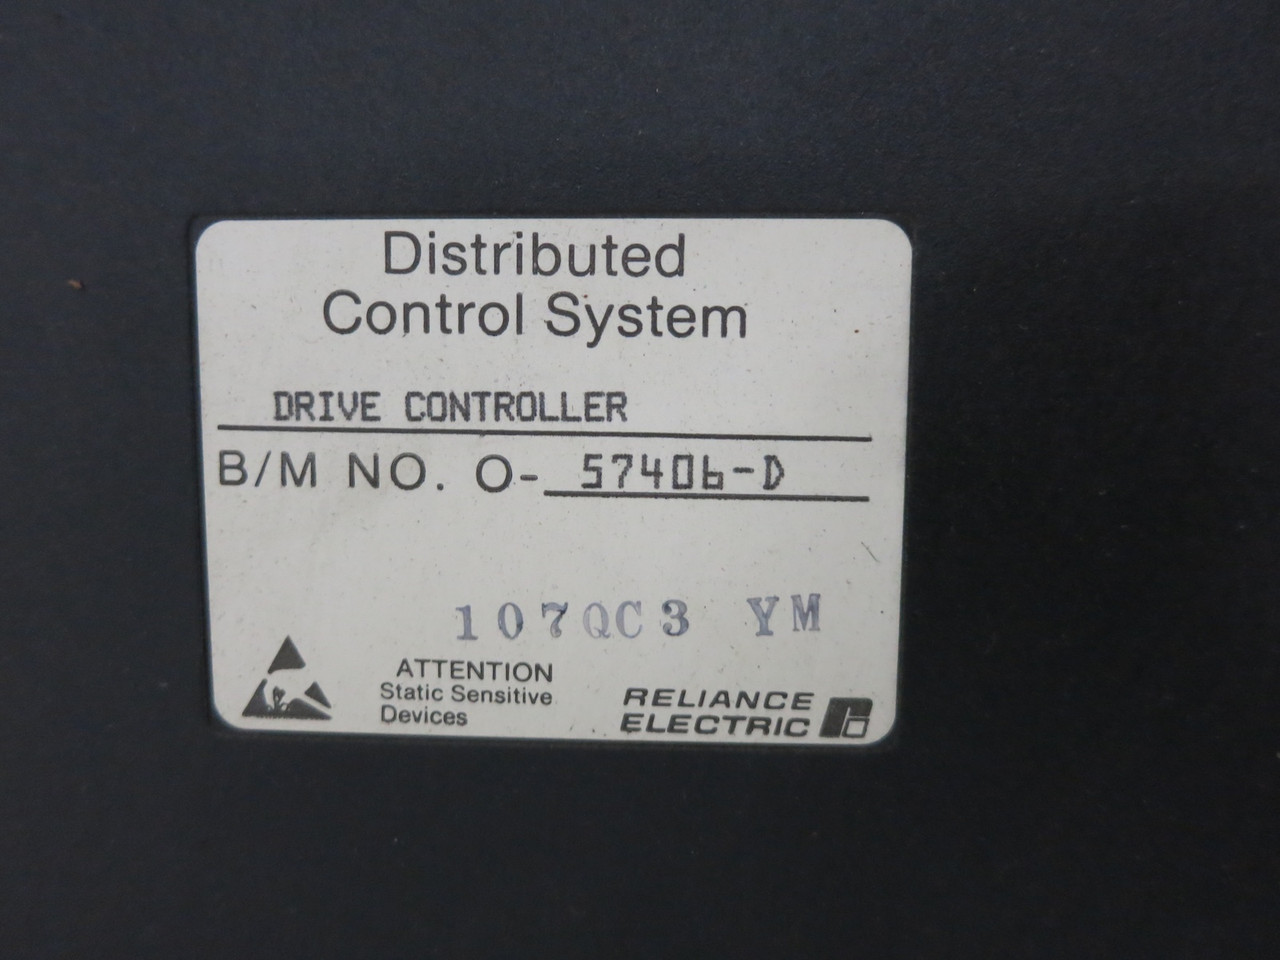 Distributed
Control System
DRIVE CONTROLLER
B/M NO. O- 57406-D
107QC3 YM
ATTENTION
Static Sensitive
Devices
RELIANCE
ELECTRIC